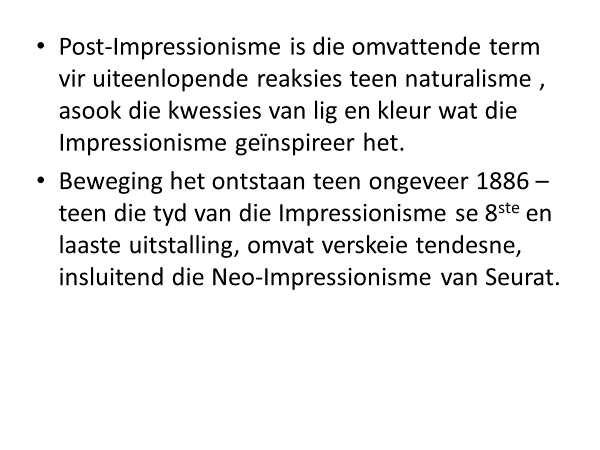 • Post-Impressionisme is die omvattende term
vir uiteenlopende reaksies teen naturalisme ,
asook die kwessies van lig en kleur wat die
Impressionisme geïnspireer het.
• Beweging het ontstaan teen ongeveer 1886 –
teen die tyd van die Impressionisme se 8ste en
laaste uitstalling, omvat verskeie tendesne,
insluitend die Neo-Impressionisme van Seurat.